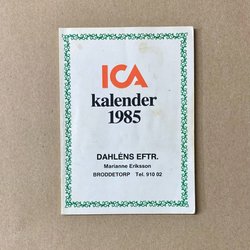 ICA
kalender
1985
DAHLÉNS EFTR.
Marianne Eriksson
BRODDETORP Tel. 910 02